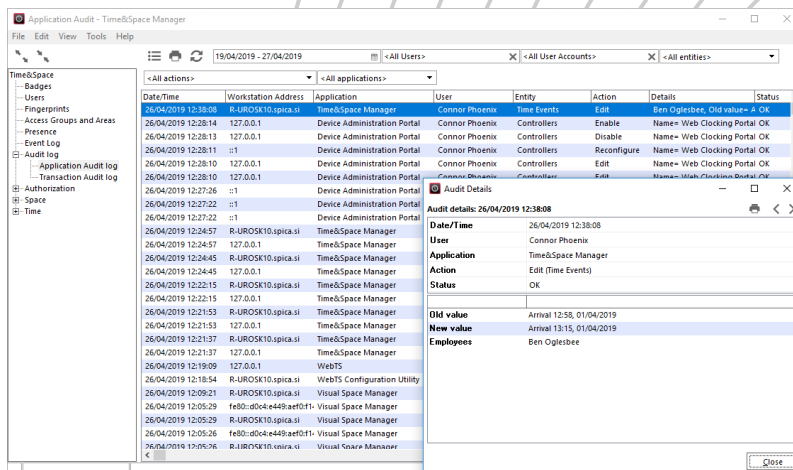 Application Audit - Time&Space Manager
File Edit View Tools Help
19/04/2019 - 27/04/2019 <All Users> <All User Accounts> <All entities>
<All actions> <All applications>
Time&Space
Badges
Users
Fingerprints
Access Groups and Areas
Presence
Event Log
Audit log
Application Audit log
Transaction Audit log
Authorization
Space
Time
Date/Time Workstation Address Application User Entity Action Details Status
26/04/2019 12:38:08 R-UROSK10.spica.si Time&Space Manager Connor Phoenix Time Events Edit Ben Oglesbee, Old value= A OK
26/04/2019 12:28:14 127.0.0.1 Device Administration Portal Connor Phoenix Controllers Enable Name= Web Clocking Portal OK
26/04/2019 12:28:13 127.0.0.1 Device Administration Portal Connor Phoenix Controllers Disable Name= Web Clocking Portal OK
26/04/2019 12:28:11 ::1 Device Administration Portal Connor Phoenix Controllers Reconfigure Name= Web Clocking Portal OK
26/04/2019 12:28:10 127.0.0.1 Device Administration Portal Connor Phoenix Controllers Edit Name= Web Clocking Portal OK
26/04/2019 12:28:10 127.0.0.1 Device Administration Portal Connor Phoenix Controllers Edit Name= Web Clocking Portal OK
26/04/2019 12:27:26 ::1 Device Administration Portal
26/04/2019 12:27:22 ::1 Device Administration Portal
26/04/2019 12:27:22 ::1 Device Administration Portal
26/04/2019 12:24:57 R-UROSK10.spica.si Time&Space Manager
26/04/2019 12:24:57 127.0.0.1 Time&Space Manager
26/04/2019 12:24:45 R-UROSK10.spica.si Time&Space Manager
26/04/2019 12:24:45 127.0.0.1 Time&Space Manager
26/04/2019 12:22:15 R-UROSK10.spica.si Time&Space Manager
26/04/2019 12:22:15 127.0.0.1 Time&Space Manager
26/04/2019 12:21:53 R-UROSK10.spica.si Time&Space Manager
26/04/2019 12:21:53 127.0.0.1 Time&Space Manager
26/04/2019 12:21:37 R-UROSK10.spica.si Time&Space Manager
26/04/2019 12:21:37 127.0.0.1 Time&Space Manager
26/04/2019 12:19:09 127.0.0.1 WebTS
26/04/2019 12:18:54 R-UROSK10.spica.si WebTS Configuration Utility
26/04/2019 12:09:21 R-UROSK10.spica.si Visual Space Manager
26/04/2019 12:05:29 fe80::d0c4:e449:aef0:f14 Visual Space Manager
26/04/2019 12:05:29 R-UROSK10.spica.si Visual Space Manager
26/04/2019 12:05:26 fe80::d0c4:e449:aef0:f14 Visual Space Manager
26/04/2019 12:05:26 R-UROSK10.spica.si Visual Space Manager
Audit Details
Audit details: 26/04/2019 12:38:08
Date/Time 26/04/2019 12:38:08
User Connor Phoenix
Application Time&Space Manager
Action Edit (Time Events)
Status OK
Old value Arrival 12:58, 01/04/2019
New value Arrival 13:15, 01/04/2019
Employees Ben Oglesbee
Close